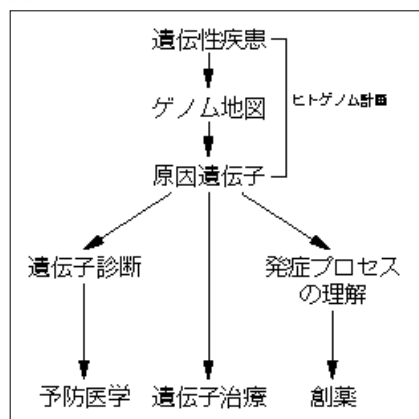 遺伝性疾患
ヒトゲノム計画
ゲノム地図
原因遺伝子
遺伝子診断
発症プロセス
の理解
予防医学
遺伝子治療
創薬